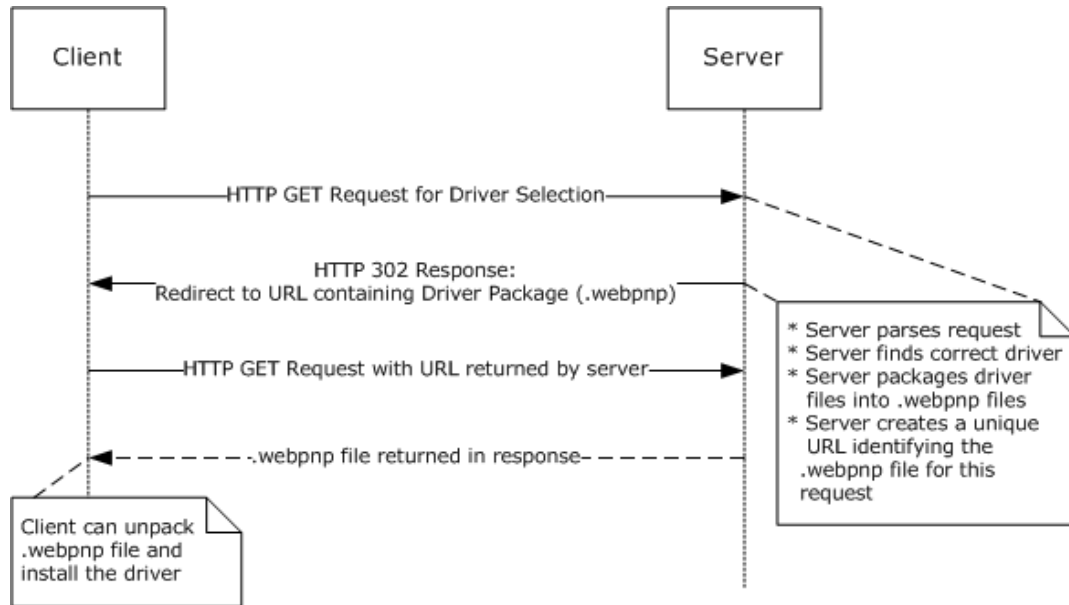 Client
Server
HTTP GET Request for Driver Selection
HTTP 302 Response:
Redirect to URL containing Driver Package (.webpnp)
* Server parses request
* Server finds correct driver
* Server packages driver
files into .webpnp files
* Server creates a unique
URL identifying the
.webpnp file for this
request
HTTP GET Request with URL returned by server
.webpnp file returned in response
Client can unpack
.webpnp file and
install the driver